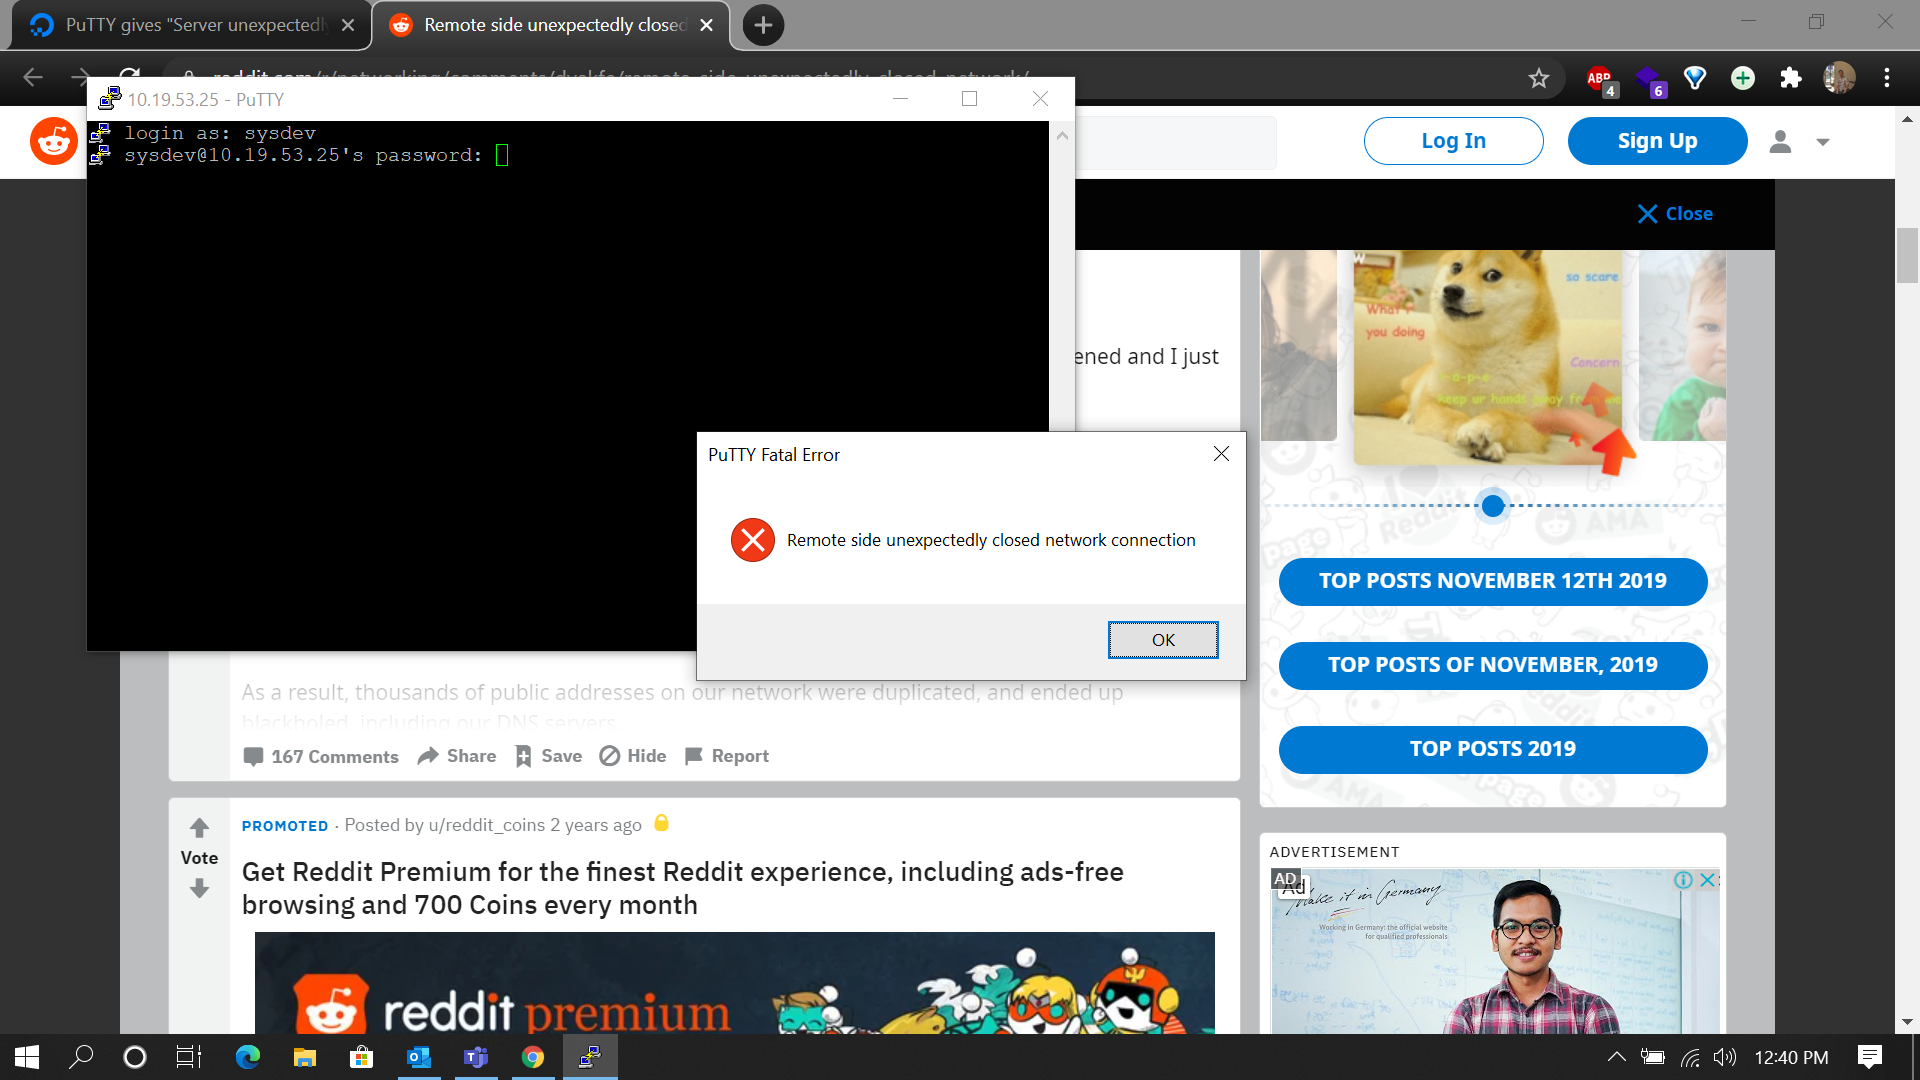 PuTTY gives "Server unexpectedly
Remote side unexpectedly closed
reddit.com/r/networking/comments/dvskfe/remote_side_unexpectedly_closed_network/
ABP
4
6
10.19.53.25 - PuTTY
login as: sysdev
sysdev@10.19.53.25's password:
Log In
Sign Up
Close
W
so scare
What r
you doing
Concern
keep ur hands away from me
ened and I just
PuTTY Fatal Error
Remote side unexpectedly closed network connection
OK
TOP POSTS NOVEMBER 12TH 2019
TOP POSTS OF NOVEMBER, 2019
TOP POSTS 2019
As a result, thousands of public addresses on our network were duplicated, and ended up
blackholed, including our DNS servers
167 Comments
Share
Save
Hide
Report
Vote
PROMOTED · Posted by u/reddit_coins 2 years ago
Get Reddit Premium for the finest Reddit experience, including ads-free
browsing and 700 Coins every month
reddit premium
ADVERTISEMENT
AD
Ad
Make it in Germany
Working in Germany: the official website
for qualified professionals
12:40 PM